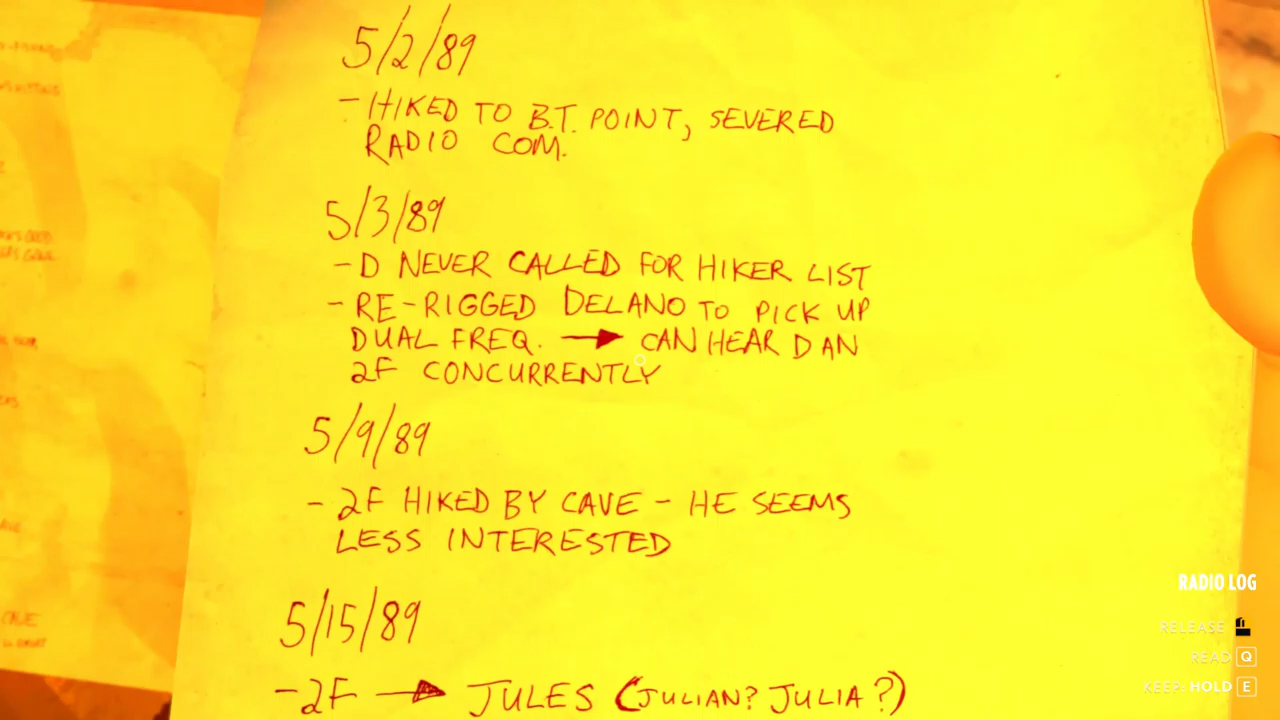 5/2/89
- HIKED TO B.T. POINT, SEVERED
RADIO COM.
5/3/89
- D NEVER CALLED FOR HIKER LIST
- RE-RIGGED DELANO TO PICK UP
DUAL FREQ. → CAN HEAR D AN
2F CONCURRENTLY
5/9/89
- 2F HIKED BY CAVE - HE SEEMS
LESS INTERESTED
5/15/89
- 2F → JULES (JULIAN? JULIA?)
RADIO LOG
RELEASE
READ Q
KEEP: HOLD E